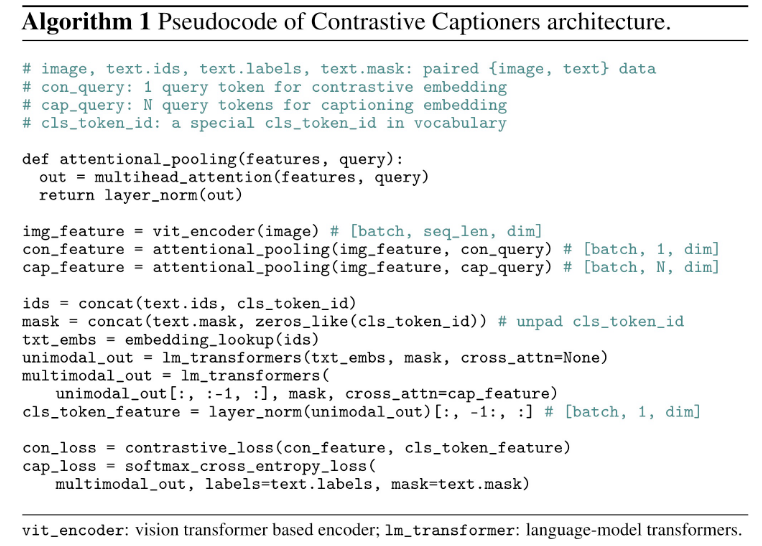 Algorithm 1 Pseudocode of Contrastive Captioners architecture.
# image, text.ids, text.labels, text.mask: paired {image, text} data
# con_query: 1 query token for contrastive embedding
# cap_query: N query tokens for captioning embedding
# cls_token_id: a special cls_token_id in vocabulary
def attentional_pooling(features, query):
  out = multihead_attention(features, query)
  return layer_norm(out)
img_feature = vit_encoder(image) # [batch, seq_len, dim]
con_feature = attentional_pooling(img_feature, con_query) # [batch, 1, dim]
cap_feature = attentional_pooling(img_feature, cap_query) # [batch, N, dim]
ids = concat(text.ids, cls_token_id)
mask = concat(text.mask, zeros_like(cls_token_id)) # unpad cls_token_id
txt_embs = embedding_lookup(ids)
unimodal_out = lm_transformers(txt_embs, mask, cross_attn=None)
multimodal_out = lm_transformers(
    unimodal_out[:, :-1, :], mask, cross_attn=cap_feature)
cls_token_feature = layer_norm(unimodal_out)[:, -1:, :] # [batch, 1, dim]
con_loss = contrastive_loss(con_feature, cls_token_feature)
cap_loss = softmax_cross_entropy_loss(
    multimodal_out, labels=text.labels, mask=text.mask)
vit_encoder: vision transformer based encoder; lm_transformer: language-model transformers.